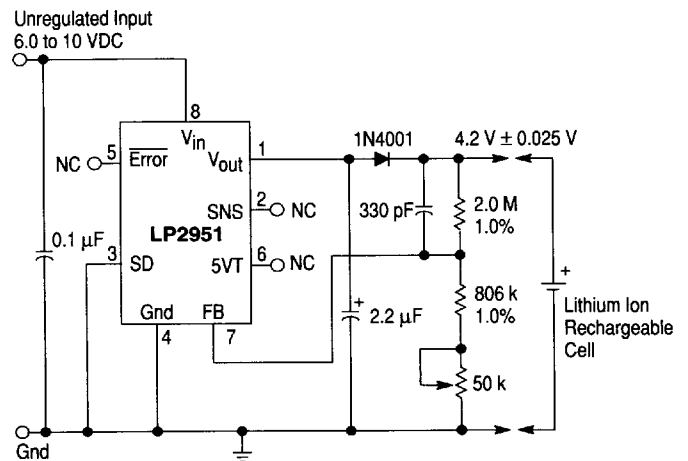 Unregulated Input
6.0 to 10 VDC
8
V_in
1N4001
4.2 V ± 0.025 V
NC
5
Error
V_out
1
SNS
2
NC
330 pF
2.0 M
1.0%
0.1 µF
LP2951
3
SD
5VT
6
NC
Gnd
FB
4
7
+
2.2 µF
806 k
1.0%
+
Lithium Ion
Rechargeable
Cell
50 k
Gnd